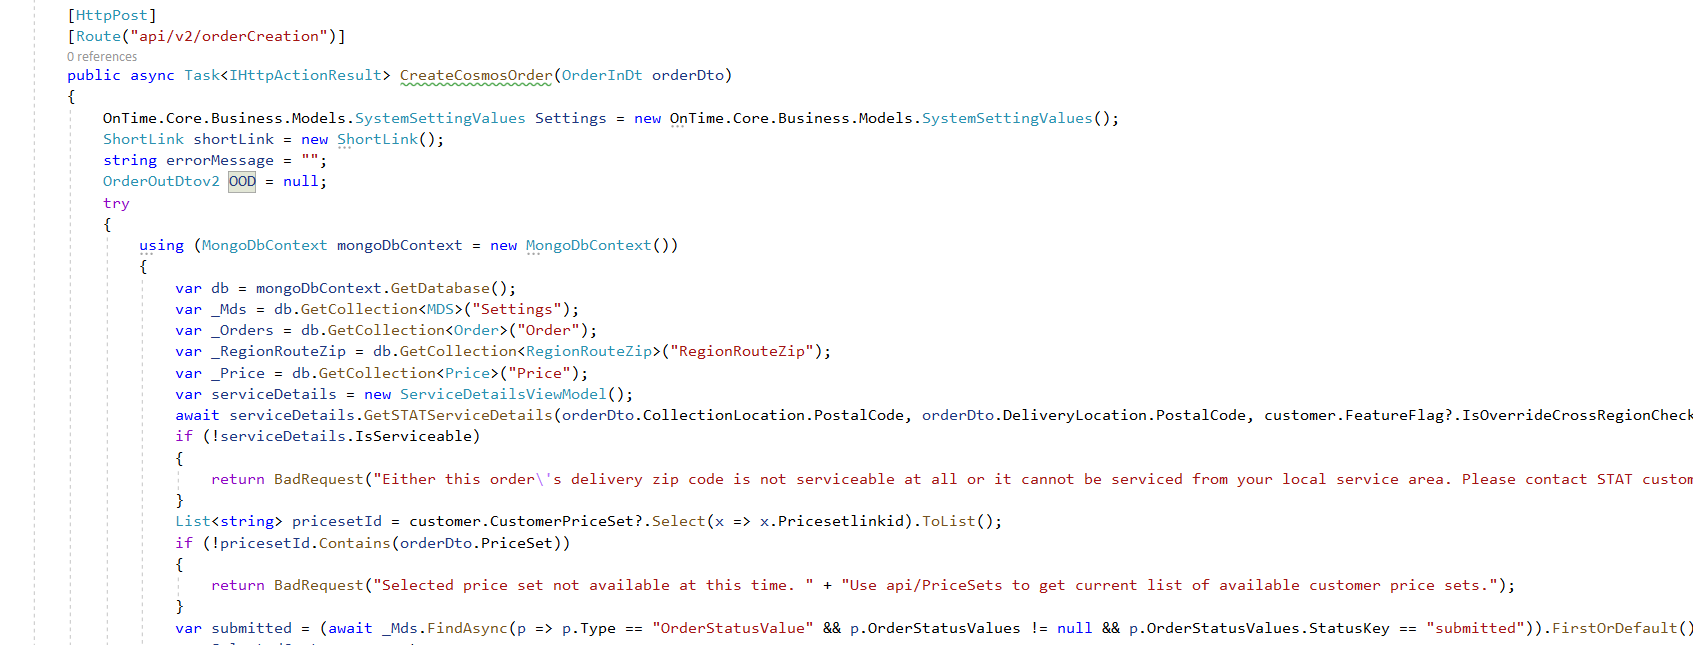 [HttpPost]
[Route("api/v2/orderCreation")]
0 references
public async Task<IHttpActionResult> CreateCosmosOrder(OrderInDt orderDto)
{
OnTime.Core.Business.Models.SystemSettingValues Settings = new OnTime.Core.Business.Models.SystemSettingValues();
ShortLink shortLink = new ShortLink();
string errorMessage = "";
OrderOutDtov2 OOD = null;
try
{
using (MongoDbContext mongoDbContext = new MongoDbContext())
{
var db = mongoDbContext.GetDatabase();
var _Mds = db.GetCollection<MDS>("Settings");
var _Orders = db.GetCollection<Order>("Order");
var _RegionRouteZip = db.GetCollection<RegionRouteZip>("RegionRouteZip");
var _Price = db.GetCollection<Price>("Price");
var serviceDetails = new ServiceDetailsViewModel();
await serviceDetails.GetSTATServiceDetails(orderDto.CollectionLocation.PostalCode, orderDto.DeliveryLocation.PostalCode, customer.FeatureFlag?.IsOverrideCrossRegionCheck
if (!serviceDetails.IsServiceable)
{
return BadRequest("Either this order\'s delivery zip code is not serviceable at all or it cannot be serviced from your local service area. Please contact STAT custom
}
List<string> pricesetId = customer.CustomerPriceSet?.Select(x => x.Pricesetlinkid).ToList();
if (!pricesetId.Contains(orderDto.PriceSet))
{
return BadRequest("Selected price set not available at this time. " + "Use api/PriceSets to get current list of available customer price sets.");
}
var submitted = (await _Mds.FindAsync(p => p.Type == "OrderStatusValue" && p.OrderStatusValues != null && p.OrderStatusValues.StatusKey == "submitted")).FirstOrDefault()